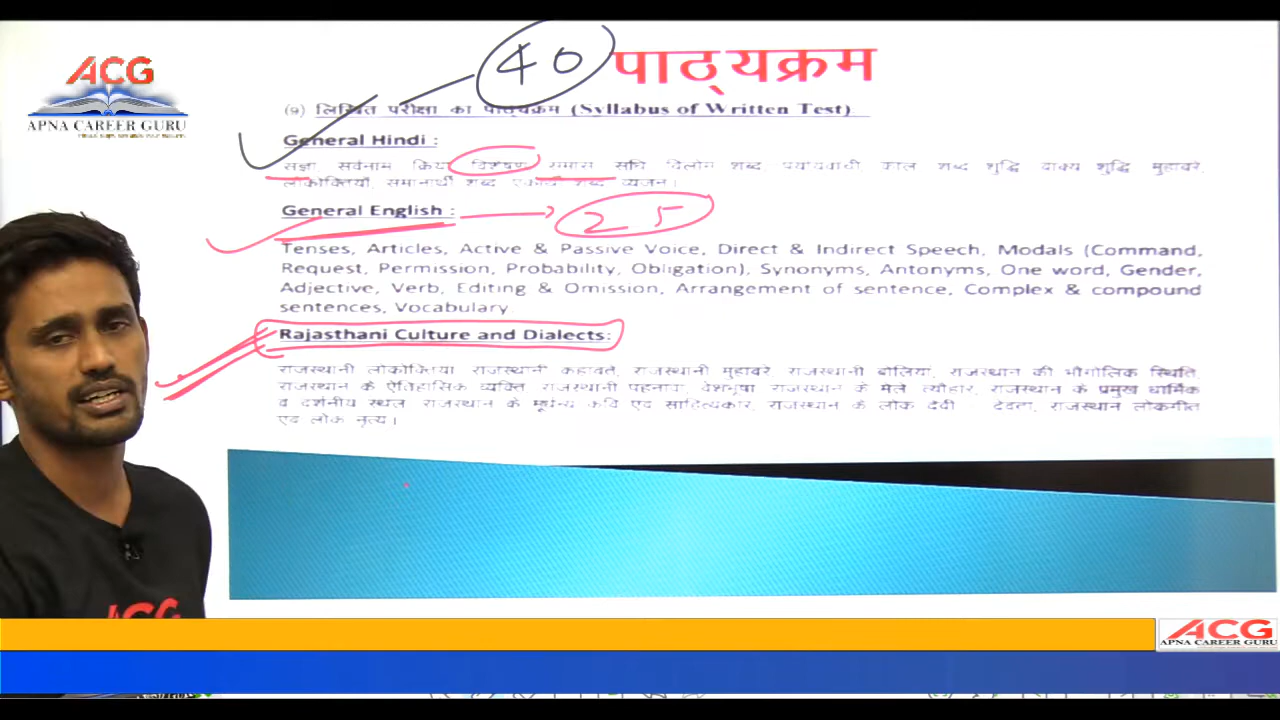 ACG
APNA CAREER GURU
40 पाठ्यक्रम
(9) लिखित परीक्षा का पाठ्यक्रम (Syllabus of Written Test)
General Hindi :
संज्ञा सर्वनाम क्रिया विशेषण समास संधि विलोम शब्द पर्यायवाची, काल शब्द शुद्धि वाक्य शुद्धि मुहावरे,
लोकोक्तियाँ, समानार्थी शब्द एकार्थी शब्द व्यंजन।
General English : 25
Tenses, Articles, Active & Passive Voice, Direct & Indirect Speech, Modals (Command,
Request, Permission, Probability, Obligation), Synonyms, Antonyms, One word, Gender,
Adjective, Verb, Editing & Omission, Arrangement of sentence, Complex & compound
sentences, Vocabulary.
Rajasthani Culture and Dialects:
राजस्थानी लोकोक्तियां राजस्थानी कहावतें, राजस्थानी मुहावरे, राजस्थानी बोलियां, राजस्थान की भौगोलिक स्थिति,
राजस्थान के ऐतिहासिक व्यक्ति राजस्थानी पहनावा, वेशभूषा राजस्थान के मेले त्यौहार, राजस्थान के प्रमुख धार्मिक
व दर्शनीय स्थल राजस्थान के मूर्धन्य कवि एवं साहित्यकार, राजस्थान के लोक देवी देवता, राजस्थान लोकगीत
एवं लोक नृत्य।
ACG
ACG
APNA CAREER GURU